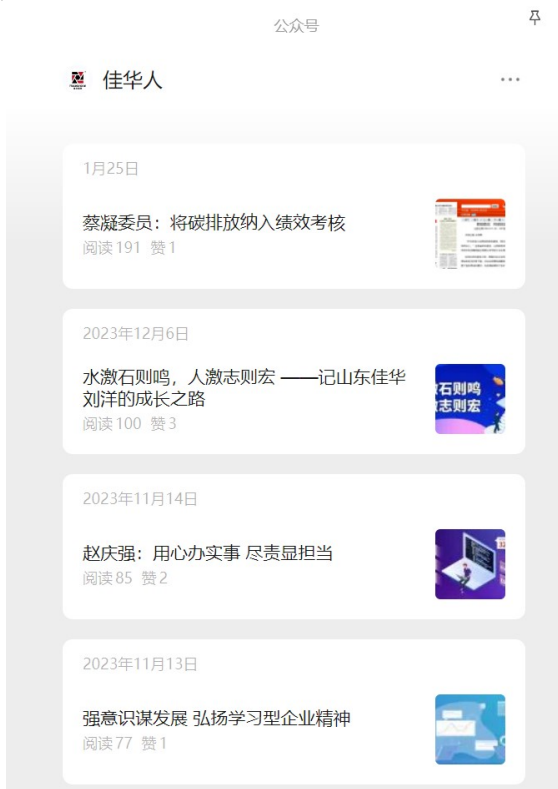 公众号
佳华人
1月25日
蔡凝委员：将碳排放纳入绩效考核
阅读 191 赞 1
2023年12月6日
水激石则鸣，人激志则宏 ——记山东佳华
刘洋的成长之路
阅读 100 赞 3
石则鸣
志则宏
2023年11月14日
赵庆强：用心办实事 尽责显担当
阅读 85 赞 2
2023年11月13日
强意识谋发展 弘扬学习型企业精神
阅读 77 赞 1